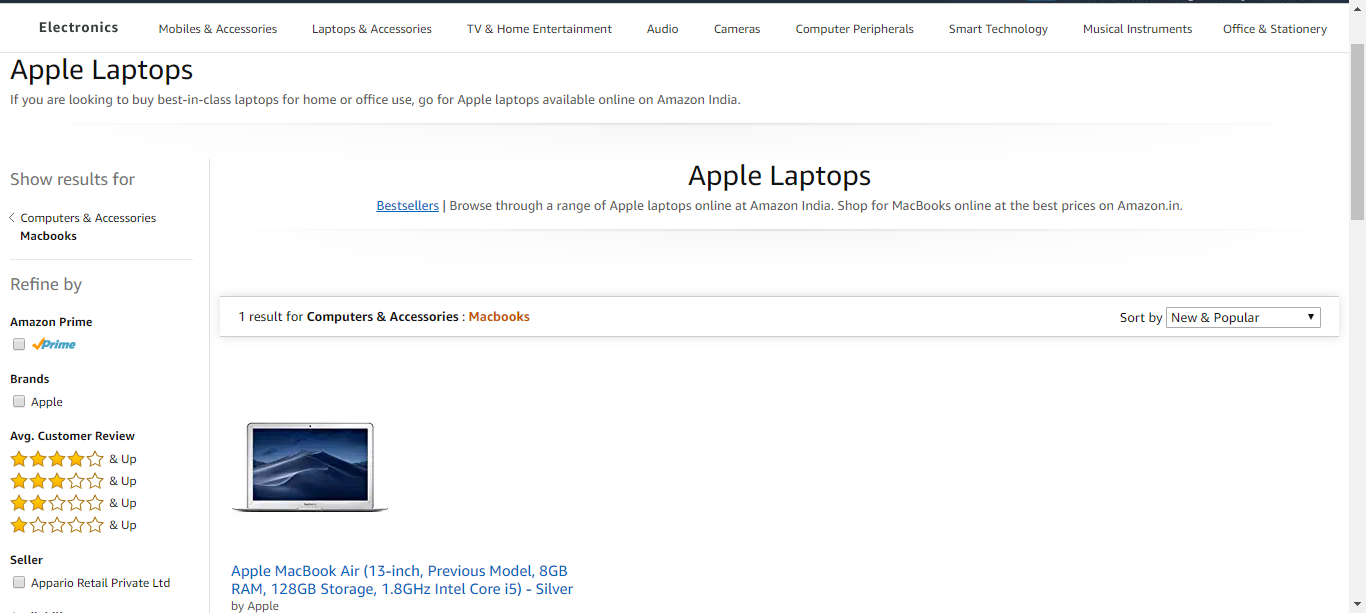 Electronics Mobiles & Accessories Laptops & Accessories TV & Home Entertainment Audio Cameras Computer Peripherals Smart Technology Musical Instruments Office & Stationery
Apple Laptops
If you are looking to buy best-in-class laptops for home or office use, go for Apple laptops available online on Amazon India.
Show results for
Computers & Accessories
Macbooks
Refine by
Amazon Prime
Prime
Brands
Apple
Avg. Customer Review
& Up
& Up
& Up
& Up
Seller
Appario Retail Private Ltd
Apple Laptops
Bestsellers | Browse through a range of Apple laptops online at Amazon India. Shop for MacBooks online at the best prices on Amazon.in.
1 result for Computers & Accessories : Macbooks
Sort by New & Popular
Apple MacBook Air (13-inch, Previous Model, 8GB
RAM, 128GB Storage, 1.8GHz Intel Core i5) - Silver
by Apple